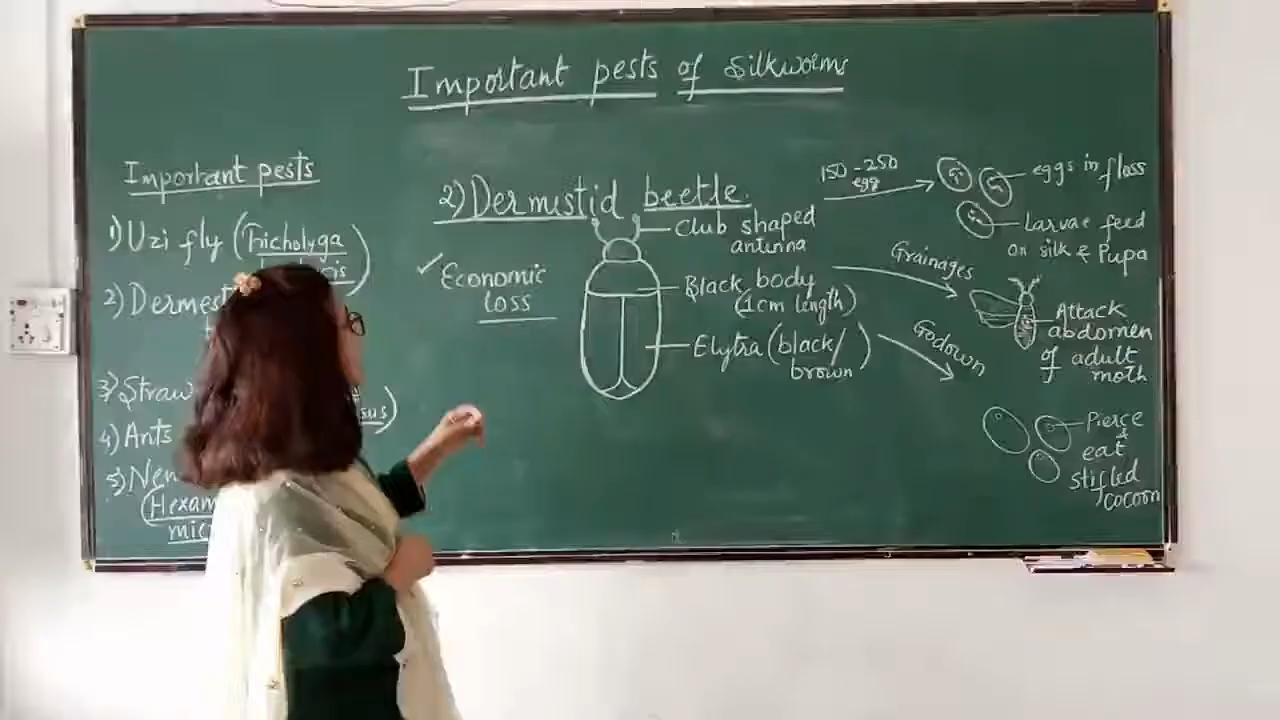 Important pests of Silkworms
Important pests
1) Uzi fly (Tricholyga
2) Dermest
3) Straw
sus)
4) Ants
5) Nem
(Hexam
mic
2) Dermistid beetle.
✓ Economic
loss
Club shaped
antenna
Black body
(1cm length)
Elytra (black/
brown)
150-250
egg
eggs in floss
Larvae feed
on silk & Pupa
Grainages
Attack
abdomen
of adult
moth
Godown
Pierce
&
eat
stifled
cocoon